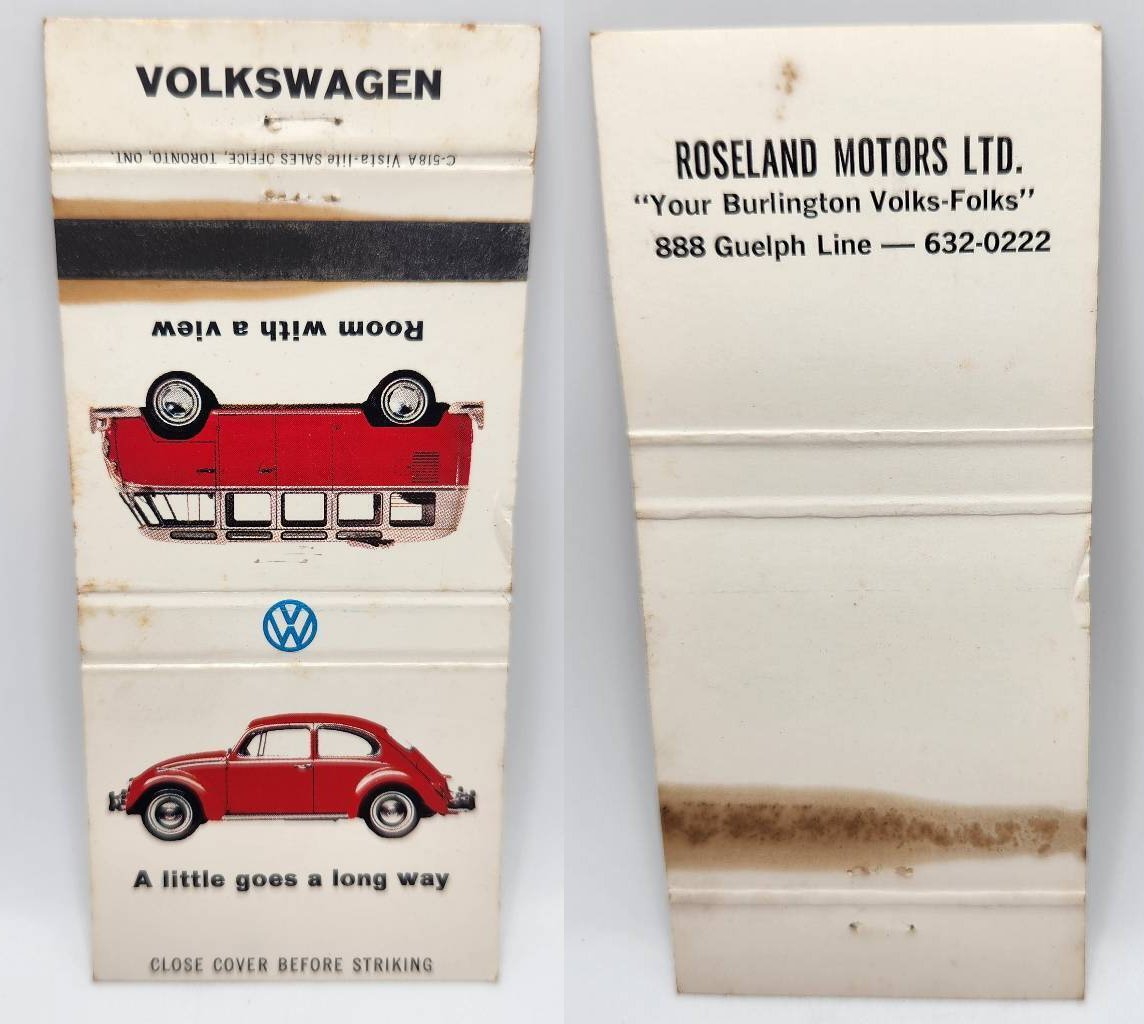 VOLKSWAGEN
C-518A Vista-lite SALES OFFICE, TORONTO, ONT.
Room with a view
A little goes a long way
CLOSE COVER BEFORE STRIKING
ROSELAND MOTORS LTD.
“Your Burlington Volks-Folks”
888 Guelph Line — 632-0222